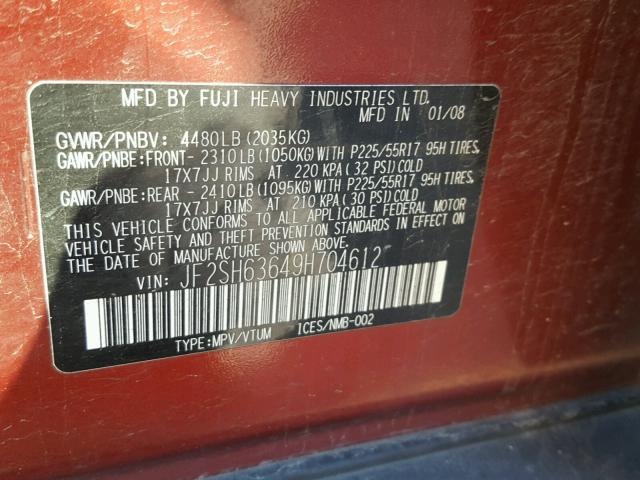 MFD BY FUJI HEAVY INDUSTRIES LTD.
MFD IN 01/08
GVWR/PNBV: 4480LB (2035KG)
GAWR/PNBE:FRONT- 2310LB(1050KG)WITH P225/55R17 95H TIRES,
17X7JJ RIMS AT 220 KPA (32 PSI)COLD
GAWR/PNBE:REAR -2410LB(1095KG)WITH P225/55R17 95H TIRES,
17X7JJ RIMS AT 210 KPA (30 PSI)COLD
THIS VEHICLE CONFORMS TO ALL APPLICABLE FEDERAL MOTOR
VEHICLE SAFETY AND THEFT PREVENTION STANDARDS IN EFFECT ON
THE DATE OF MANUFACTURE SHOWN ABOVE.
VIN: JF2SH63649H704612
TYPE:MPV/VTUM ICES/NMB-002